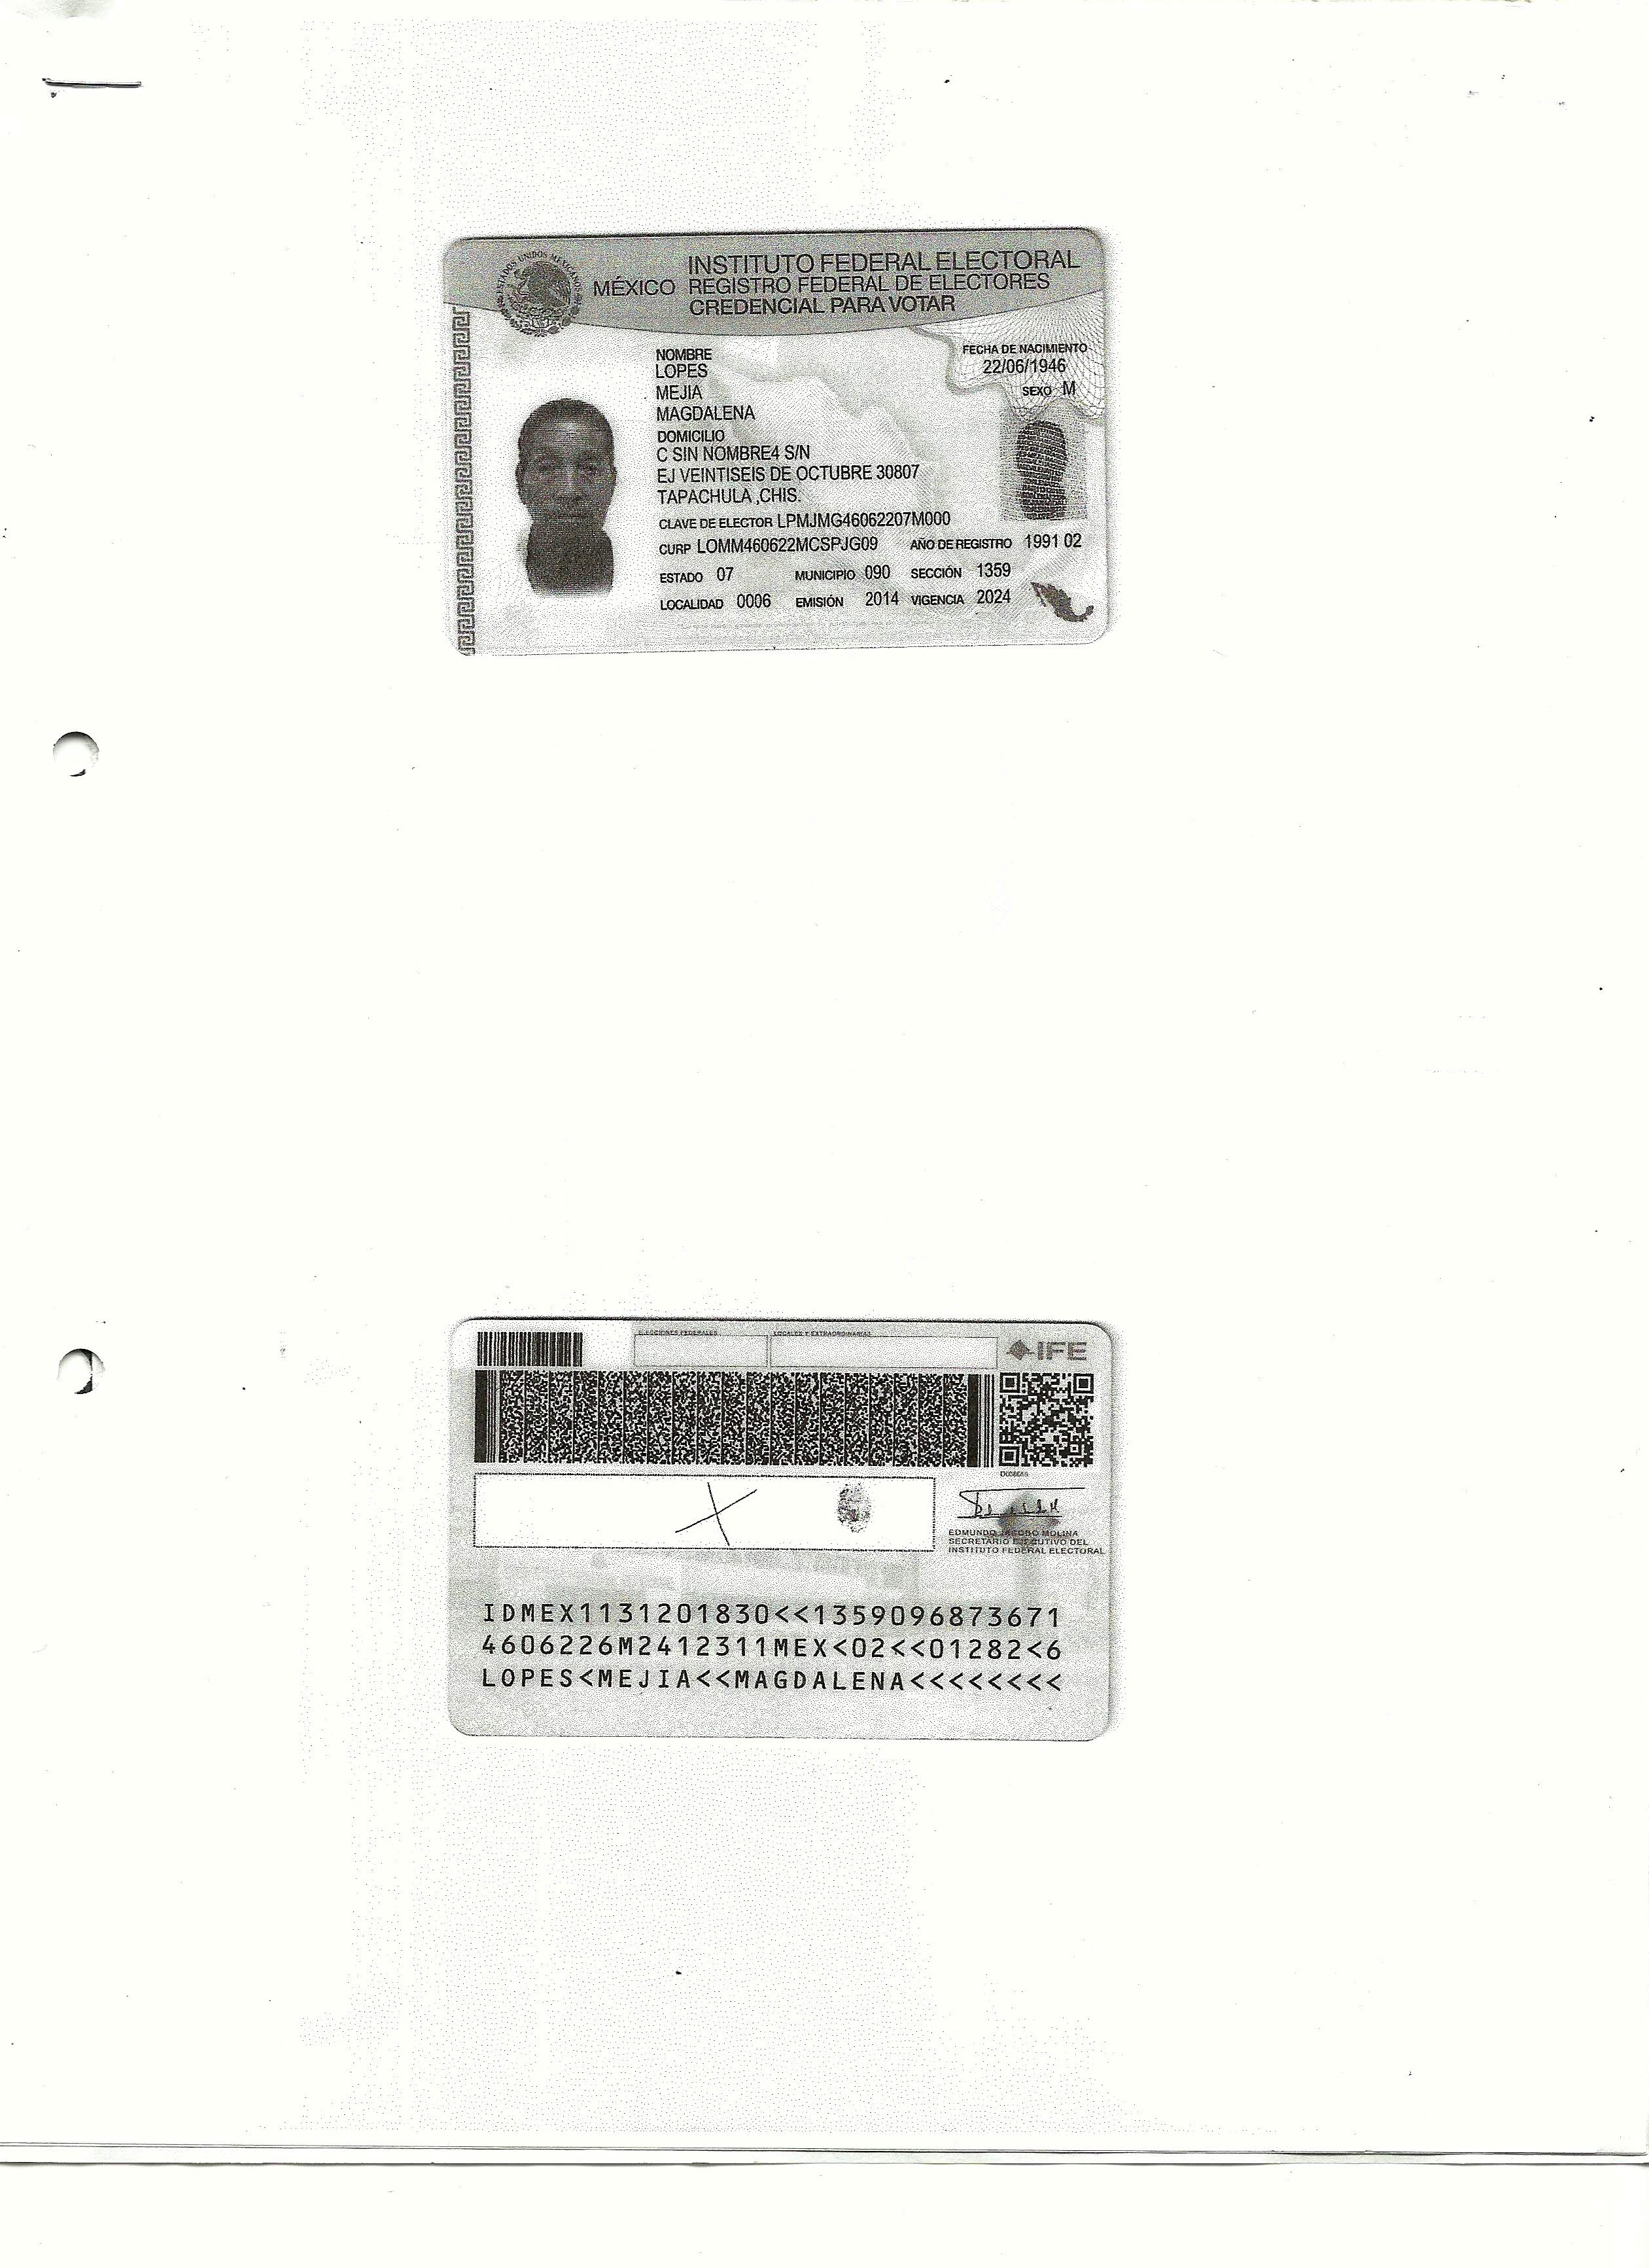 ESTADOS UNIDOS MEXICANOS
INSTITUTO FEDERAL ELECTORAL
MÉXICO REGISTRO FEDERAL DE ELECTORES
CREDENCIAL PARA VOTAR
NOMBRE
LOPES
MEJIA
MAGDALENA
FECHA DE NACIMIENTO
22/06/1946
SEXO M
DOMICILIO
C SIN NOMBRE4 S/N
EJ VEINTISEIS DE OCTUBRE 30807
TAPACHULA ,CHIS.
CLAVE DE ELECTOR LPMJMG46062207M000
CURP LOMM460622MCSPJG09 AÑO DE REGISTRO 1991 02
ESTADO 07 MUNICIPIO 090 SECCIÓN 1359
LOCALIDAD 0006 EMISIÓN 2014 VIGENCIA 2024
ELECCIONES FEDERALES LOCALES Y EXTRAORDINARIAS
IFE
EDMUNDO JACOBO MOLINA
SECRETARIO EJECUTIVO DEL
INSTITUTO FEDERAL ELECTORAL
IDMEX1131201830<<1359096873671
4606226M2412311MEX<02<<01282<6
LOPES<MEJIA<<MAGDALENA<<<<<<<<